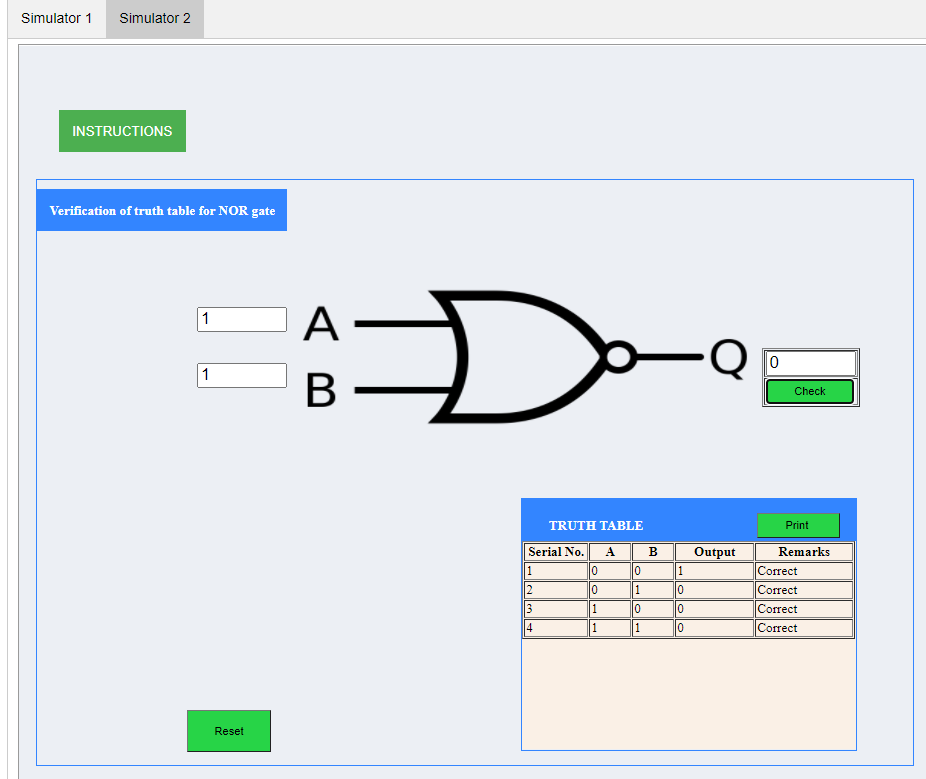 Simulator 1 Simulator 2
INSTRUCTIONS
Verification of truth table for NOR gate
1 A
1 B
Q 0
Check
TRUTH TABLE Print
Serial No. A B Output Remarks
1 0 0 1 Correct
2 0 1 0 Correct
3 1 0 0 Correct
4 1 1 0 Correct
Reset